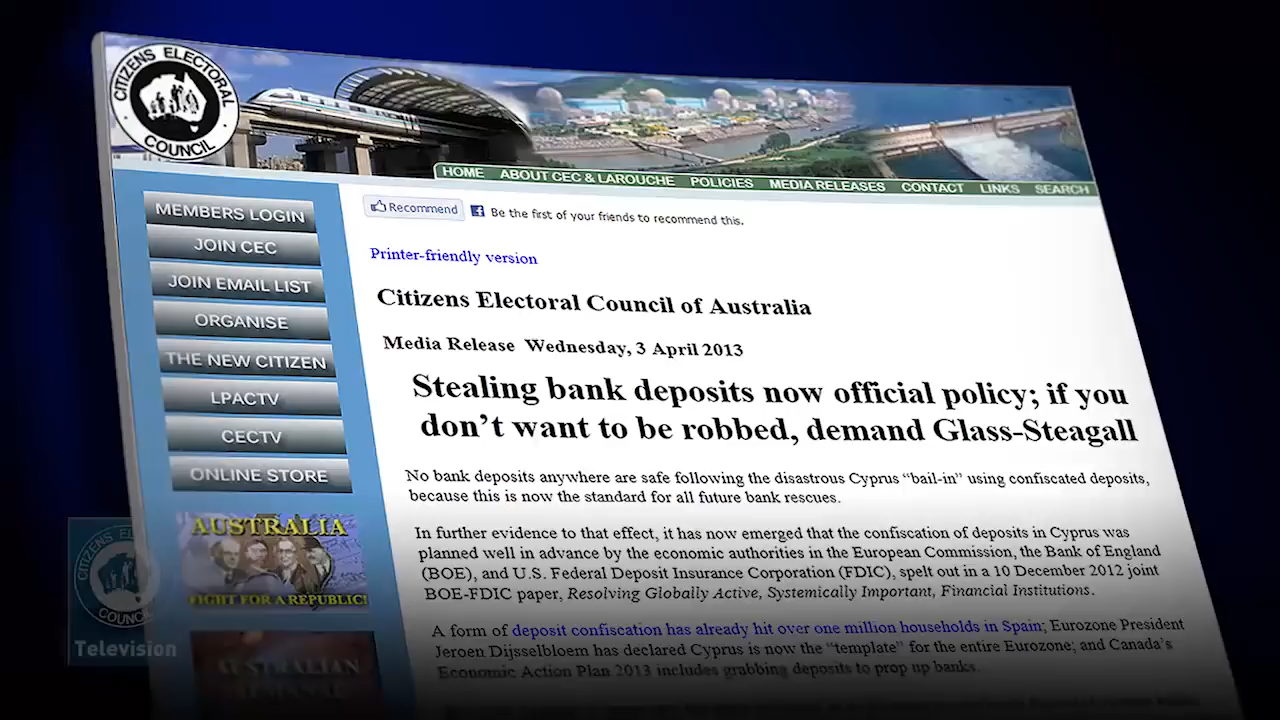 CITIZENS ELECTORAL
COUNCIL
HOME ABOUT CEC & LAROUCHE POLICIES MEDIA RELEASES CONTACT LINKS SEARCH
MEMBERS LOGIN
JOIN CEC
JOIN EMAIL LIST
ORGANISE
THE NEW CITIZEN
LPACTV
CECTV
ONLINE STORE
AUSTRALIA
FIGHT FOR A REPUBLIC!
AUSTRALIAN
Recommend Be the first of your friends to recommend this.
Printer-friendly version
Citizens Electoral Council of Australia
Media Release Wednesday, 3 April 2013
Stealing bank deposits now official policy; if you
don’t want to be robbed, demand Glass-Steagall
No bank deposits anywhere are safe following the disastrous Cyprus “bail-in” using confiscated deposits,
because this is now the standard for all future bank rescues.
In further evidence to that effect, it has now emerged that the confiscation of deposits in Cyprus was
planned well in advance by the economic authorities in the European Commission, the Bank of England
(BOE), and U.S. Federal Deposit Insurance Corporation (FDIC), spelt out in a 10 December 2012 joint
BOE-FDIC paper, Resolving Globally Active, Systemically Important, Financial Institutions.
A form of deposit confiscation has already hit over one million households in Spain; Eurozone President
Jeroen Dijsselbloem has declared Cyprus is now the “template” for the entire Eurozone; and Canada’s
Economic Action Plan 2013 includes grabbing deposits to prop up banks.
CITIZENS ELECT
COUNCIL
Television